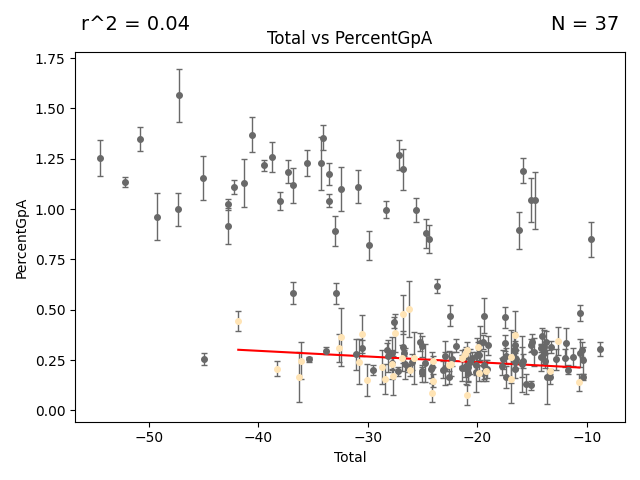 r^2 = 0.04
N = 37
Total vs PercentGpA
1.75
1.50
1.25
1.00
0.75
0.50
0.25
0.00
PercentGpA
−50
−40
−30
−20
−10
Total